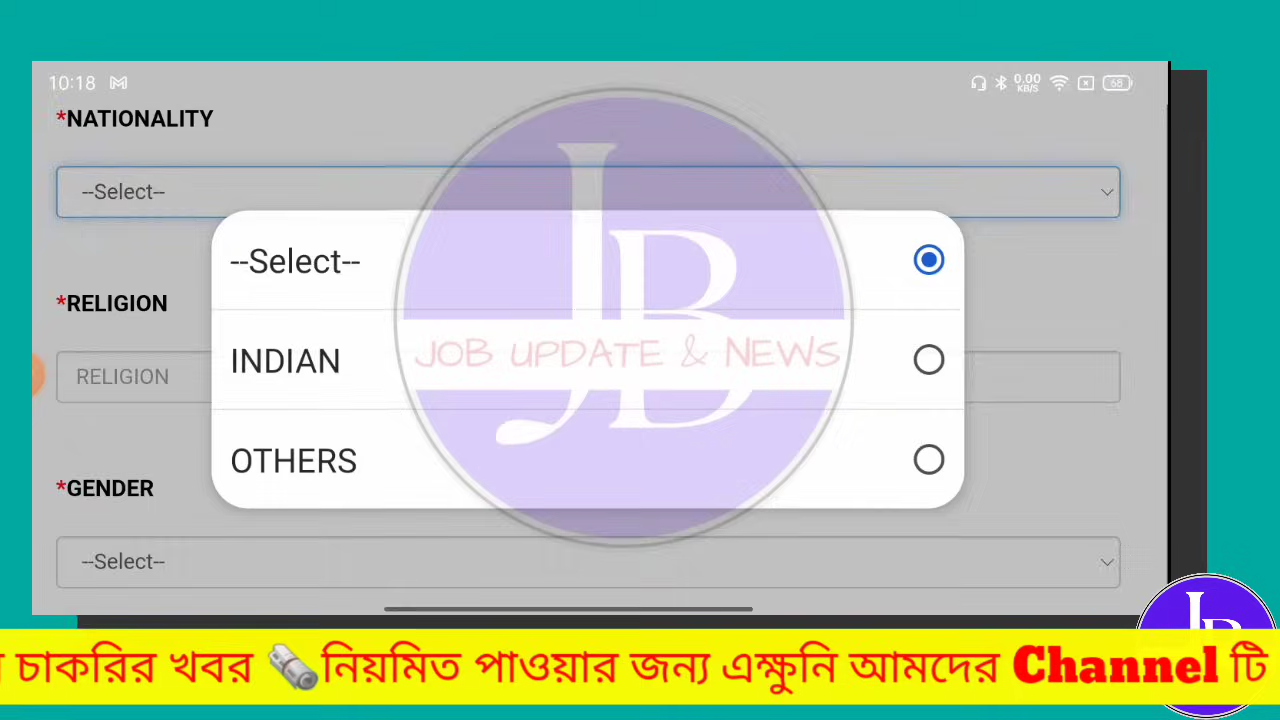 10:18
0.00
KB/S
68
*NATIONALITY
--Select--
--Select--
*RELIGION
INDIAN
JOB UPDATE & NEWS
RELIGION
OTHERS
*GENDER
--Select--
চাকরির খবর নিয়মিত পাওয়ার জন্য এক্ষুনি আমদের Channel টি